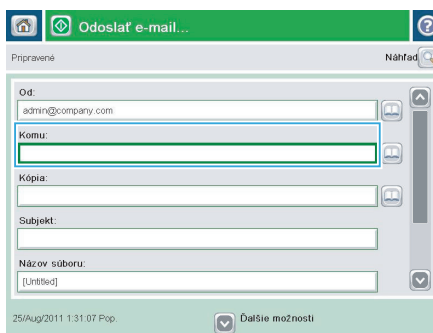 Odoslať e-mail...
Pripravené
Náhľad
Od:
admin@company.com
Komu:
Kópia:
Subjekt:
Názov súboru:
[Untitled]
25/Aug/2011 1:31:07 Pop.
Ďalšie možnosti